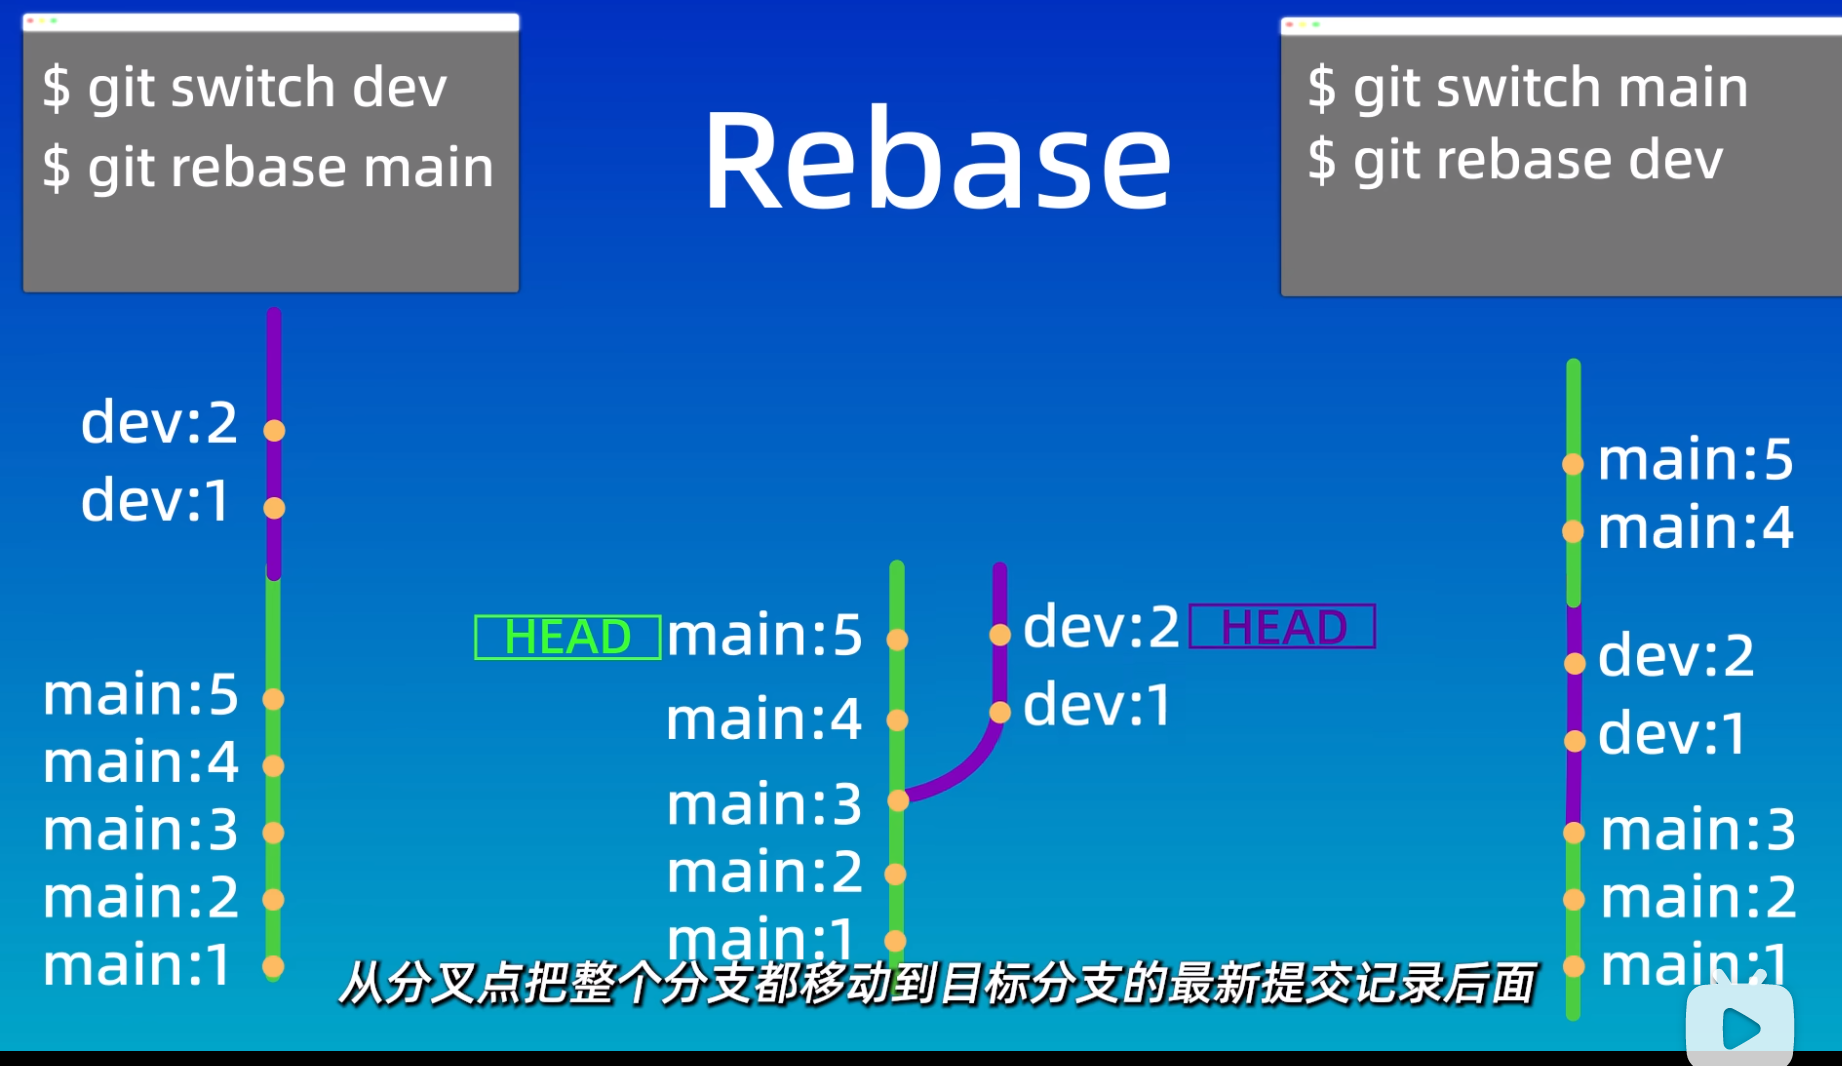 $ git switch dev
$ git rebase main
Rebase
$ git switch main
$ git rebase dev
dev:2
dev:1
main:5
main:4
main:3
main:2
main:1
HEAD main:5
main:4
main:3
main:2
main:1
dev:2 HEAD
dev:1
main:5
main:4
dev:2
dev:1
main:3
main:2
main:1
从分叉点把整个分支都移动到目标分支的最新提交记录后面